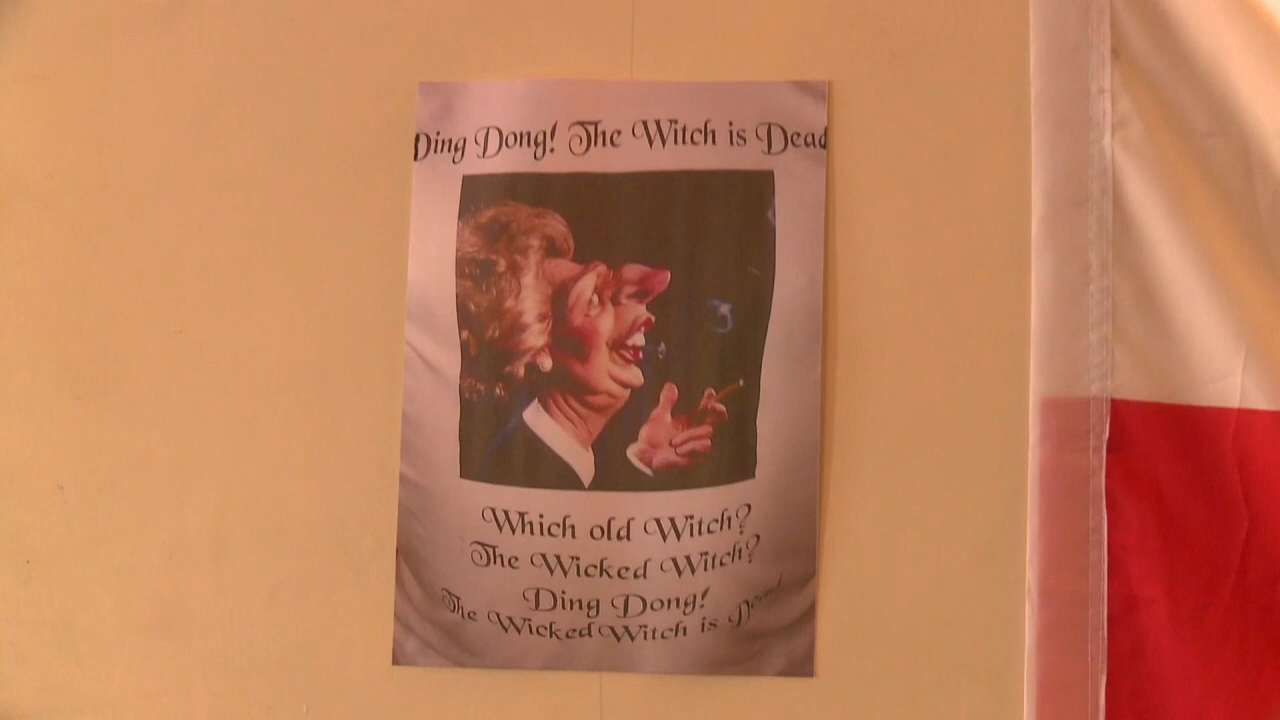 Ding Dong! The Witch is Dead
Which old Witch?
The Wicked Witch?
Ding Dong!
The Wicked Witch is Dead